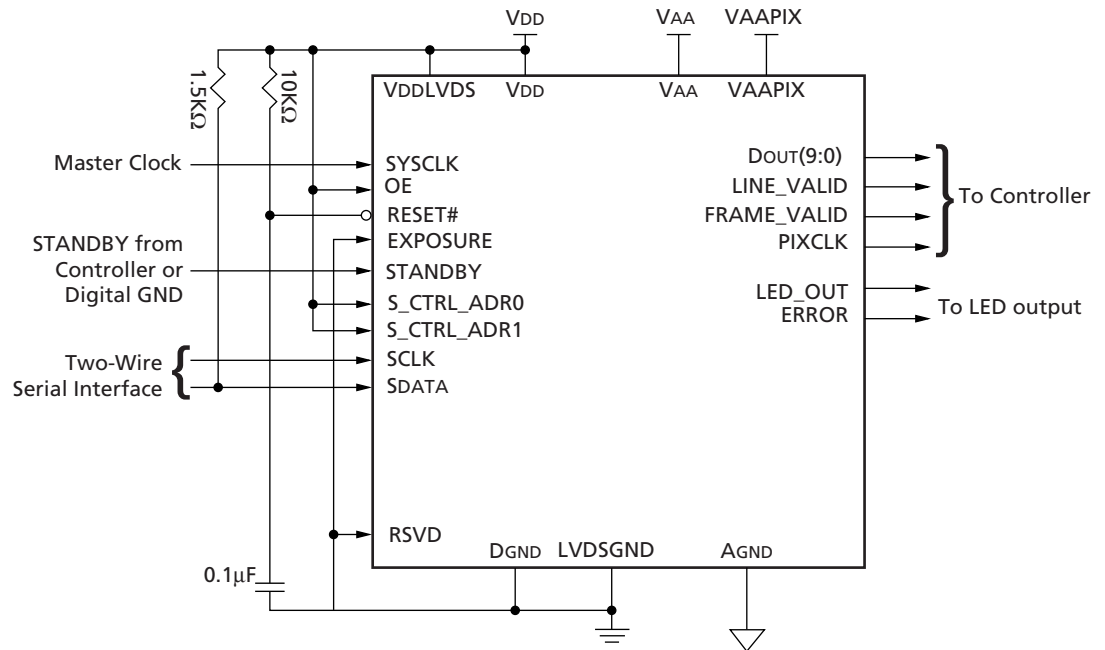 VDD
VAA
VAAPIX
1.5KΩ
10KΩ
VDDLVDS
VDD
VAA
VAAPIX
Master Clock
SYSCLK
OE
RESET#
EXPOSURE
STANDBY from
Controller or
Digital GND
STANDBY
S_CTRL_ADR0
S_CTRL_ADR1
Two-Wire
Serial Interface
{
SCLK
SDATA
RSVD
DOUT(9:0)
LINE_VALID
FRAME_VALID
PIXCLK
}
To Controller
LED_OUT
ERROR
To LED output
0.1μF
DGND
LVDSGND
AGND